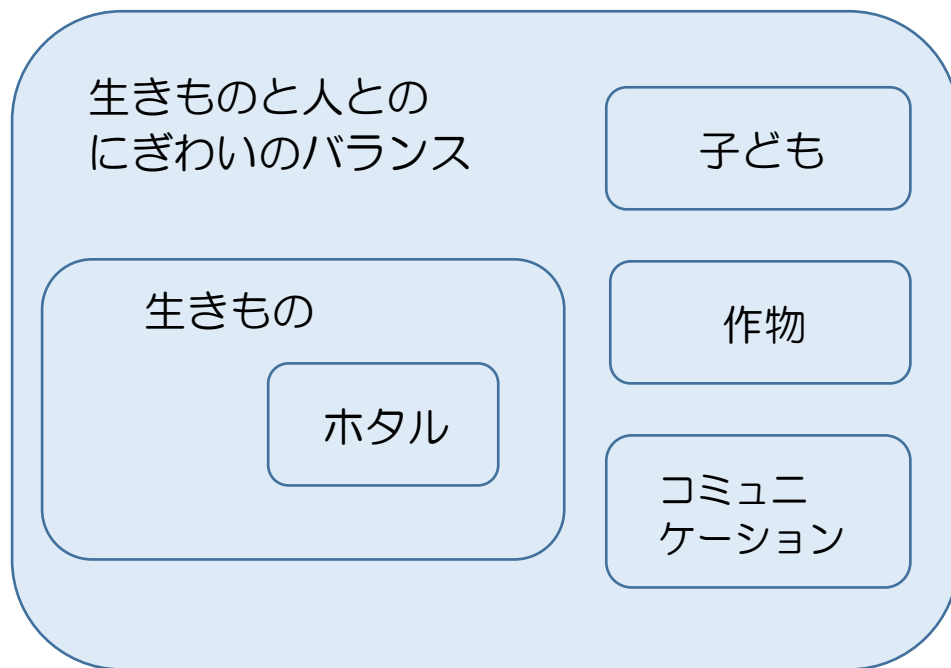 生きものと人との
にぎわいのバランス
子ども
生きもの
作物
ホタル
コミュニ
ケーション